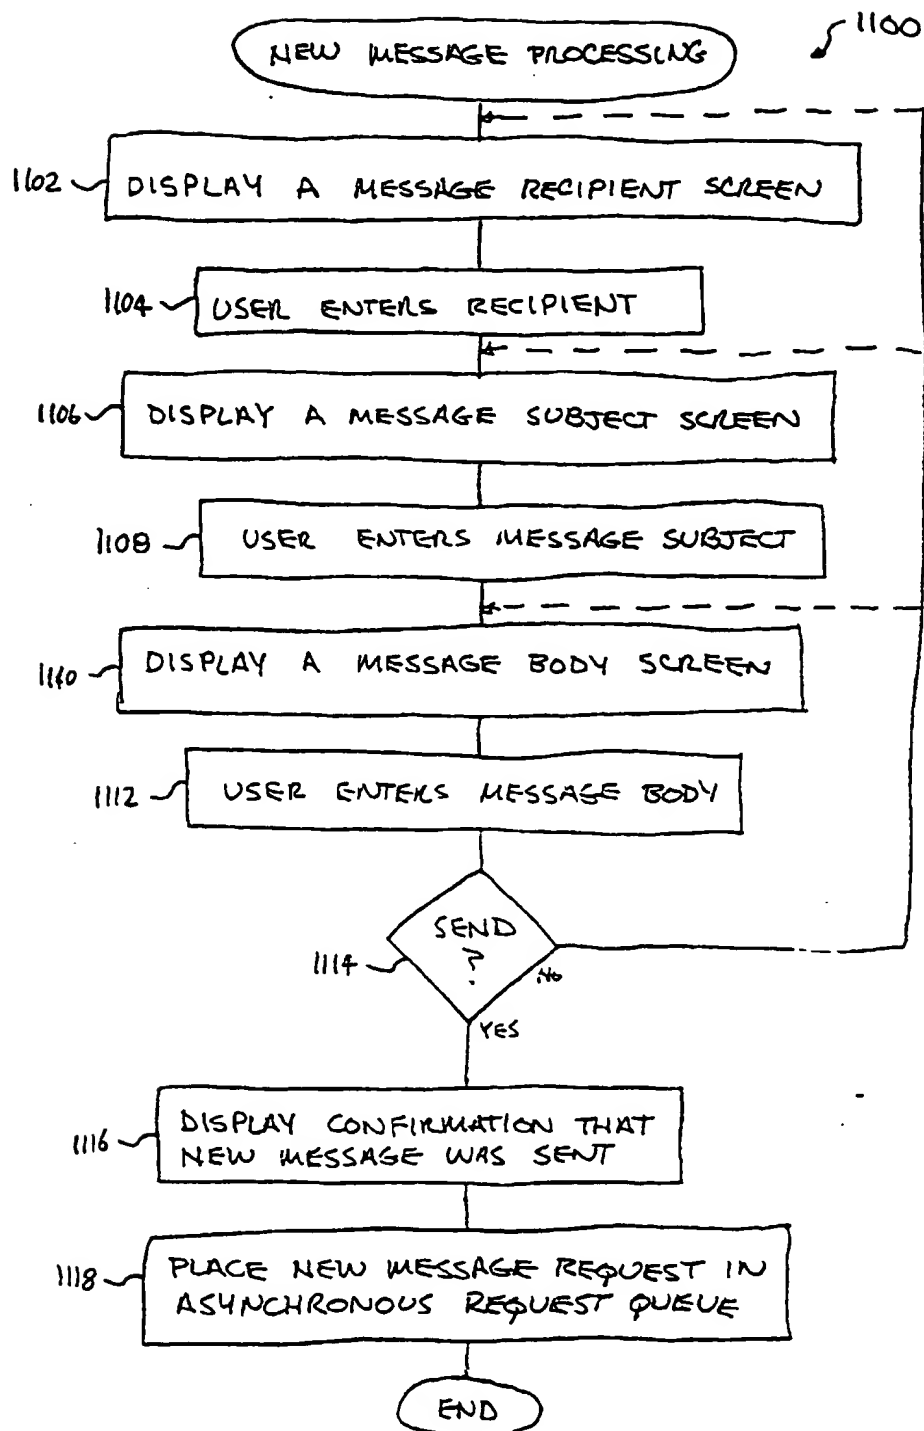 1100
NEW MESSAGE PROCESSING
1102
DISPLAY A MESSAGE RECIPIENT SCREEN
1104
USER ENTERS RECIPIENT
1106
DISPLAY A MESSAGE SUBJECT SCREEN
1108
USER ENTERS MESSAGE SUBJECT
1110
DISPLAY A MESSAGE BODY SCREEN
1112
USER ENTERS MESSAGE BODY
1114
SEND
?
NO
YES
1116
DISPLAY CONFIRMATION THAT
NEW MESSAGE WAS SENT
1118
PLACE NEW MESSAGE REQUEST IN
ASYNCHRONOUS REQUEST QUEUE
END